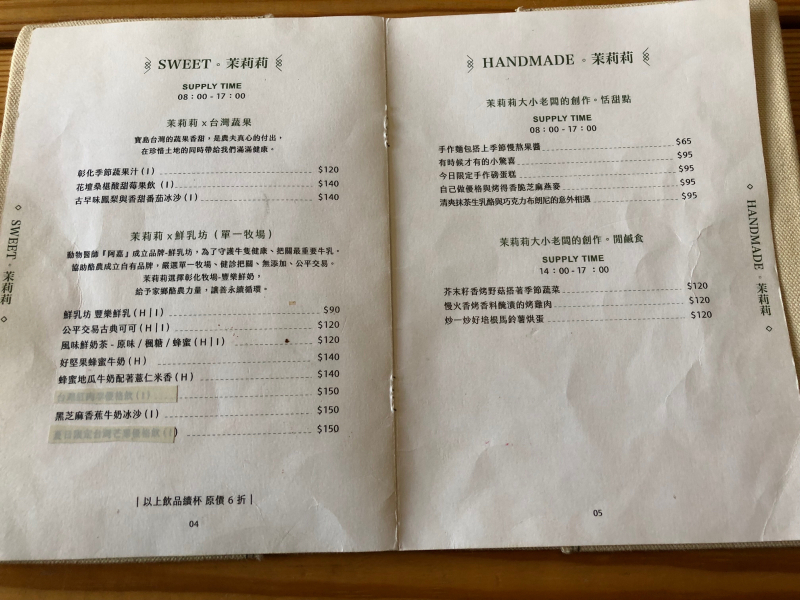 SWEET。茉莉莉
SUPPLY TIME
08：00 - 17：00
茉莉莉 x 台灣蔬果
寶島台灣的蔬果香甜，是農夫真心的付出，
在珍惜土地的同時帶給我們滿滿健康。
彰化季節蔬果汁 ( I ) $120
花壇桑椹酸甜莓果飲 ( I ) $140
古早味鳳梨與香甜番茄冰沙 ( I ) $140
茉莉莉 x 鮮乳坊（單一牧場）
動物醫師『阿嘉』成立品牌-鮮乳坊，為了守護牛隻健康、把關最重要牛乳，
協助酪農成立自有品牌，嚴選單一牧場、健診把關、無添加、公平交易。
茉莉莉選擇彰化牧場-豐樂鮮奶，
給予家鄉酪農力量，讓善永續循環。
鮮乳坊 豐樂鮮乳 ( H | I ) $90
公平交易古典可可 ( H | I ) $120
風味鮮奶茶 - 原味 / 楓糖 / 蜂蜜 ( H | I ) $120
好堅果蜂蜜牛奶 ( H ) $140
蜂蜜地瓜牛奶配著薏仁米香 ( H ) $140
( I ) $150
黑芝麻香蕉牛奶冰沙 ( I ) $150
( I ) $150
| 以上飲品續杯 原價 6 折 |
04
SWEET。茉莉莉
HANDMADE。茉莉莉
茉莉莉大小老闆的創作。恬甜點
SUPPLY TIME
08：00 - 17：00
手作麵包搭上季節慢熬果醬 $65
有時候才有的小驚喜 $95
今日限定手作磅蛋糕 $95
自己做優格與烤得香脆芝麻燕麥 $95
清爽抹茶生乳酪與巧克力布朗尼的意外相遇 $95
茉莉莉大小老闆的創作。閒鹹食
SUPPLY TIME
14：00 - 17：00
芥末籽香烤野菇搭著季節蔬菜 $120
慢火香烤香料醃漬的烤雞肉 $120
炒一炒好培根馬鈴薯烘蛋 $120
05
HANDMADE。茉莉莉